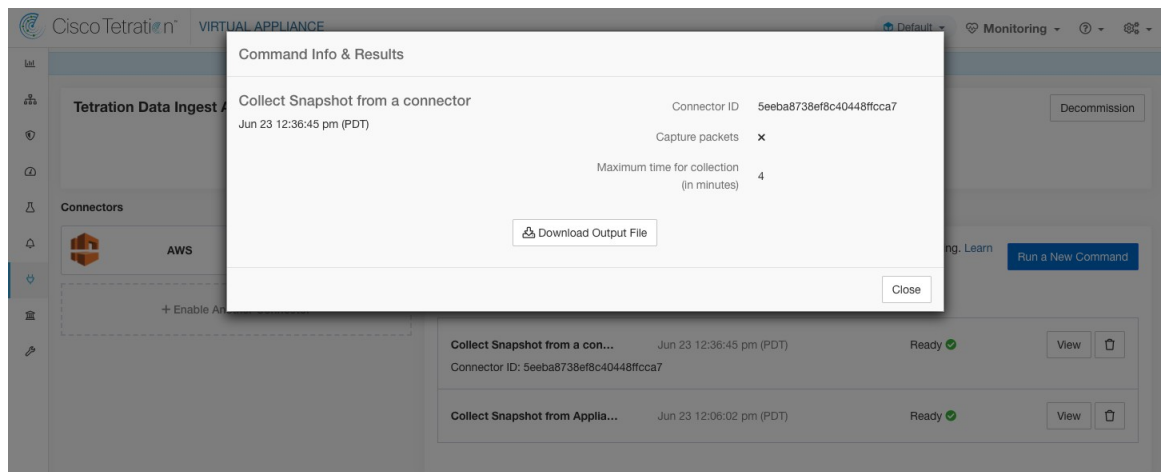 Cisco Tetration™ VIRTUAL APPLIANCE Default Monitoring
Command Info & Results
Collect Snapshot from a connector
Jun 23 12:36:45 pm (PDT)
Connector ID 5eeba8738ef8c40448ffcca7
Capture packets ×
Maximum time for collection
(in minutes) 4
Download Output File
Close
Tetration Data Ingest Decommission
Connectors
AWS
ng. Learn Run a New Command
+ Enable
Collect Snapshot from a con... Jun 23 12:36:45 pm (PDT) Ready View
Connector ID: 5eeba8738ef8c40448ffcca7
Collect Snapshot from Applia... Jun 23 12:06:02 pm (PDT) Ready View